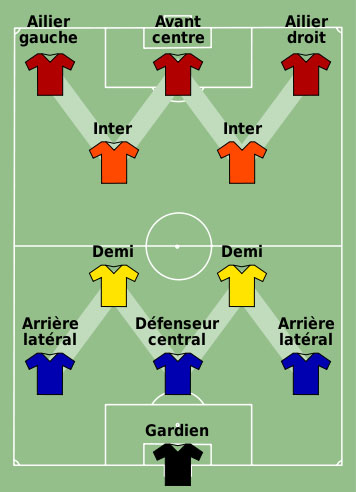 Ailier
gauche
Avant
centre
Ailier
droit
Inter
Inter
Demi
Demi
Arrière
latéral
Défenseur
central
Arrière
latéral
Gardien